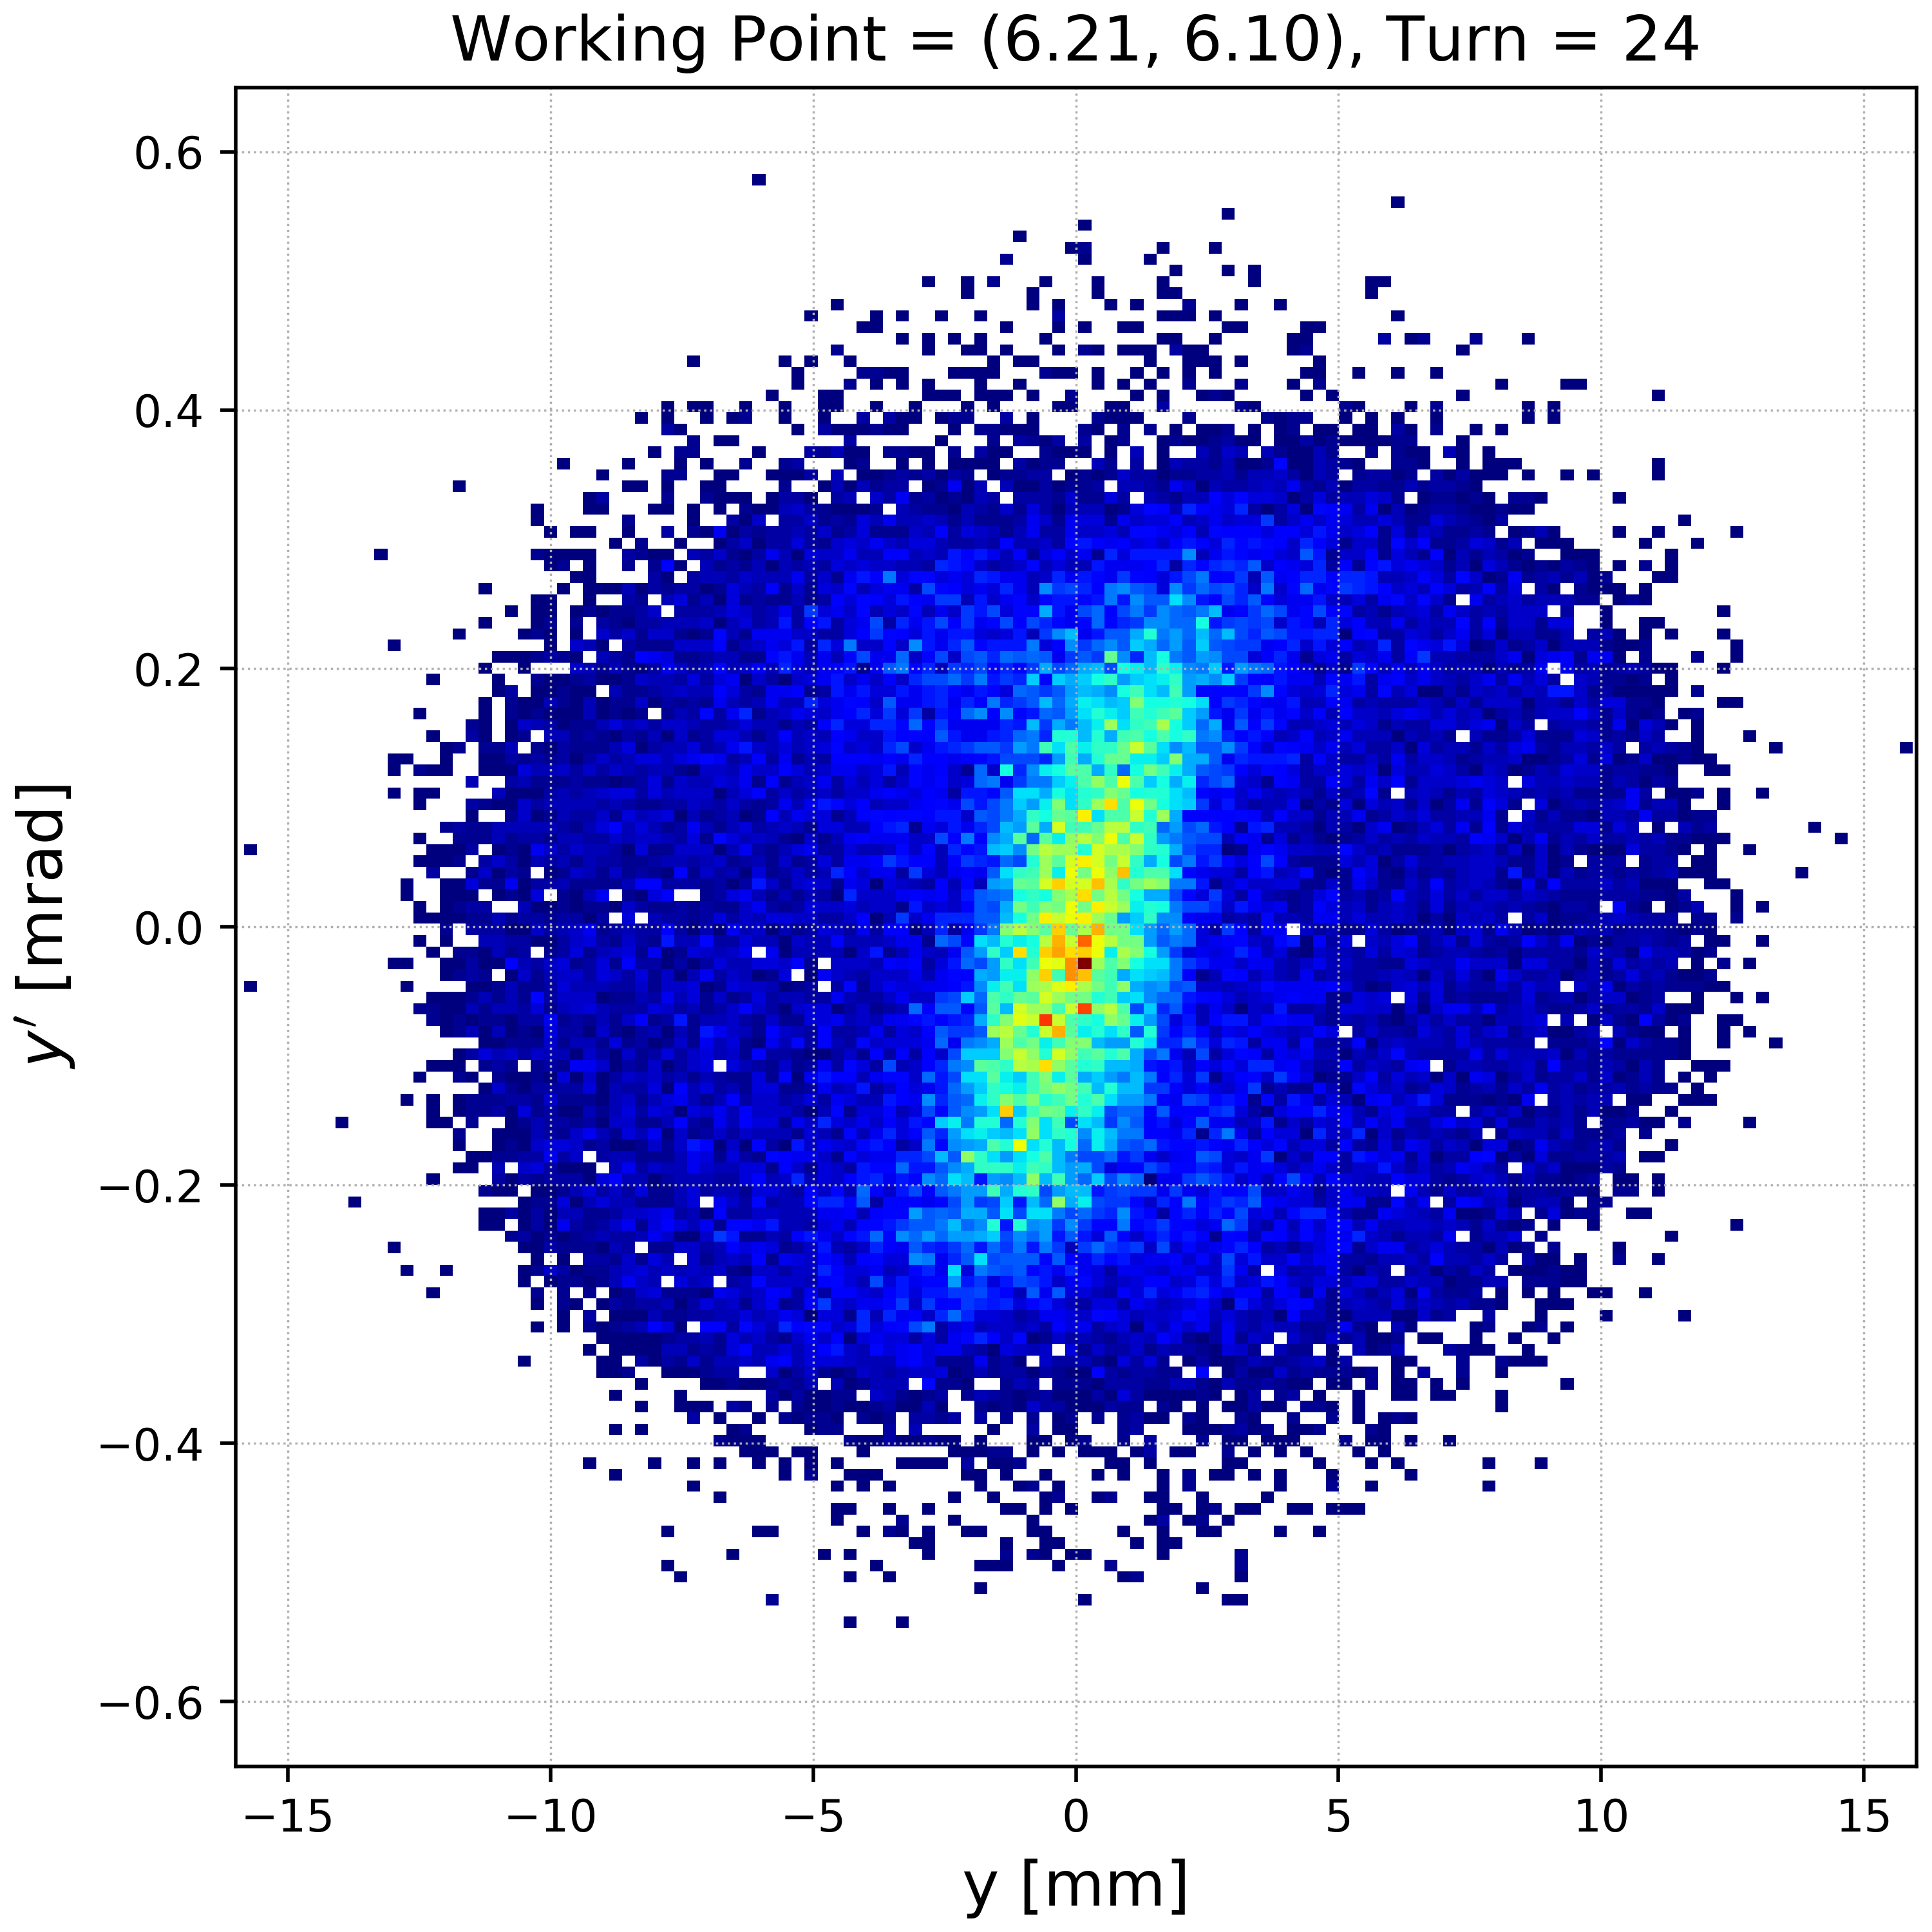 Working Point = (6.21, 6.10), Turn = 24
0.6
0.4
0.2
0.0
−0.2
−0.4
−0.6
y′ [mrad]
−15 −10 −5 0 5 10 15
y [mm]